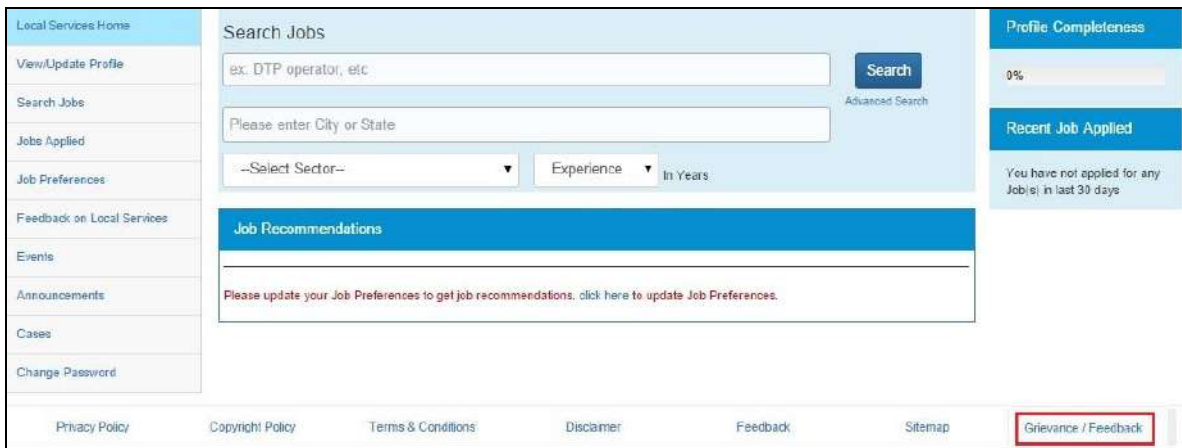 Local Services Home
View/Update Profile
Search Jobs
Jobs Applied
Job Preferences
Feedback on Local Services
Events
Announcements
Cases
Change Password
Search Jobs
ex. DTP operator, etc
Search
Advanced Search
Please enter City or State
--Select Sector--
Experience
In Years
Job Recommendations
Please update your Job Preferences to get job recommendations. click here to update Job Preferences.
Profile Completeness
0%
Recent Job Applied
You have not applied for any
Job(s) in last 30 days
Privacy Policy
Copyright Policy
Terms & Conditions
Disclaimer
Feedback
Sitemap
Grievance / Feedback